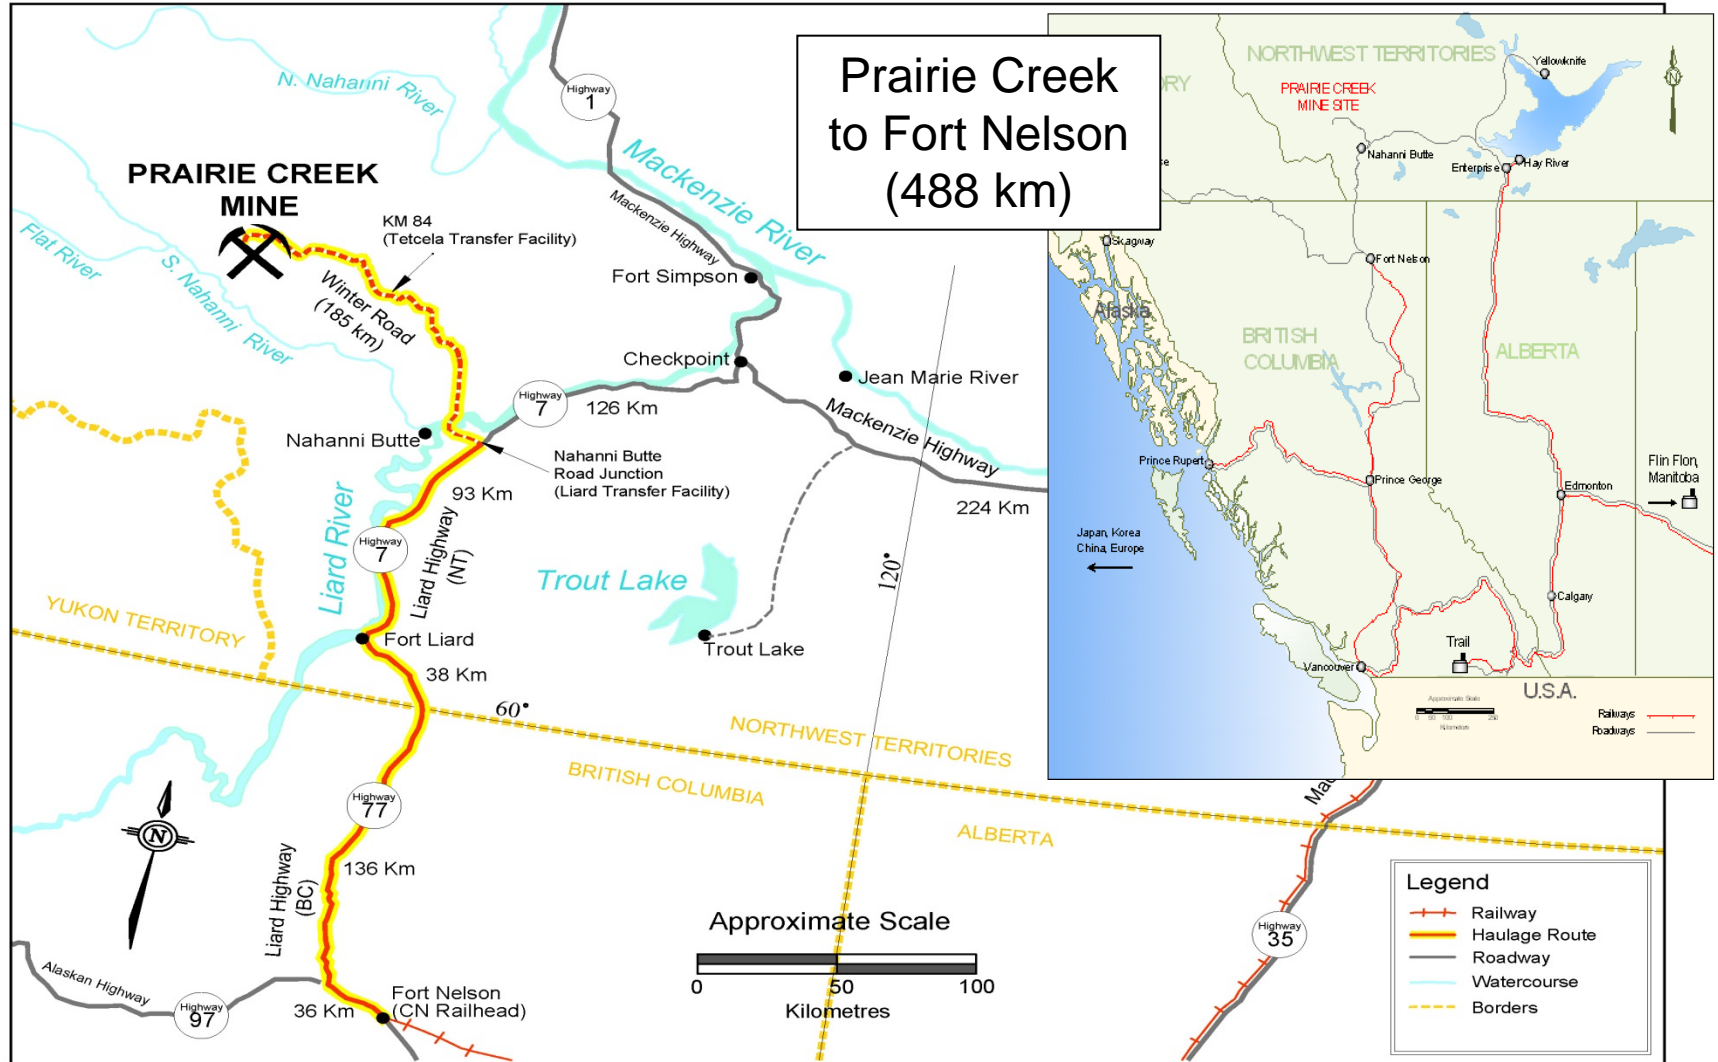 Prairie Creek
to Fort Nelson
(488 km)
N. Nahanni River
Highway
1
Mackenzie River
Mackenzie Highway
PRAIRIE CREEK
MINE
KM 84
(Tetcela Transfer Facility)
Flat River
S. Nahanni River
Winter Road
(185 km)
Fort Simpson
Checkpoint
Jean Marie River
Highway
7
126 Km
Mackenzie Highway
Nahanni Butte
Nahanni Butte
Road Junction
(Liard Transfer Facility)
93 Km
224 Km
Liard River
Highway
7
Liard Highway
(NT)
Trout Lake
120°
YUKON TERRITORY
Fort Liard
Trout Lake
38 Km
60°
NORTHWEST TERRITORIES
BRITISH COLUMBIA
ALBERTA
Highway
77
N
136 Km
Liard Highway
(BC)
Approximate Scale
0 50 100
Kilometres
Highway
35
Alaskan Highway
Highway
97
36 Km
Fort Nelson
(CN Railhead)
Legend
Railway
Haulage Route
Roadway
Watercourse
Borders
NORTHWEST TERRITORIES
Yellowknife
N
PRAIRIE CREEK
MINE SITE
Nahanni Butte
Enterprise
Hay River
Skagway
Fort Nelson
Alaska
BRITISH
COLUMBIA
ALBERTA
Prince Rupert
Prince George
Edmonton
Flin Flon,
Manitoba
Japan, Korea
China, Europe
Calgary
Trail
Vancouver
U.S.A.
Approximate Scale
0 50 100 250
Kilometers
Railways
Roadways